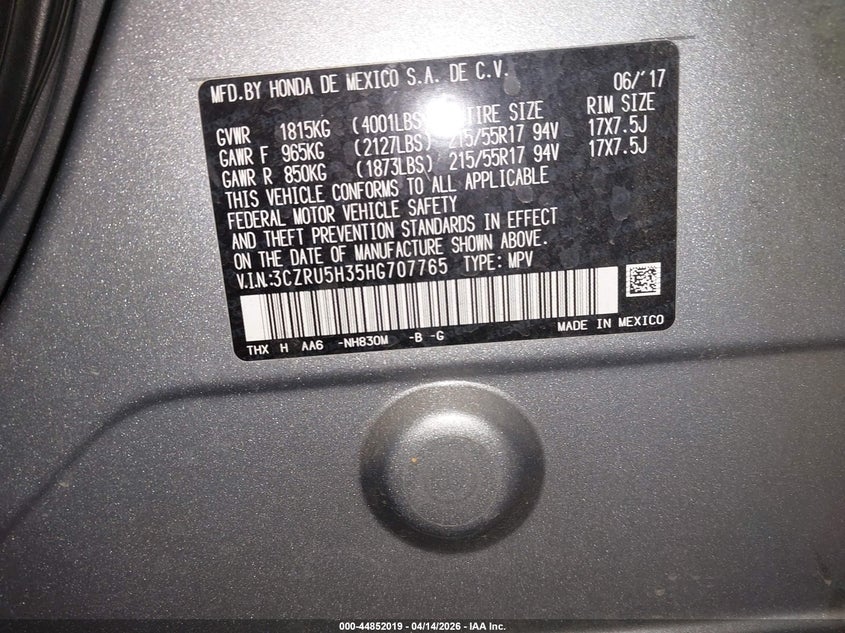 MFD.BY HONDA DE MEXICO S.A. DE C.V. 06/'17
GVWR 1815KG (4001LBS) TIRE SIZE RIM SIZE
GAWR F 965KG (2127LBS) 215/55R17 94V 17X7.5J
GAWR R 850KG (1873LBS) 215/55R17 94V 17X7.5J
THIS VEHICLE CONFORMS TO ALL APPLICABLE
FEDERAL MOTOR VEHICLE SAFETY
AND THEFT PREVENTION STANDARDS IN EFFECT
ON THE DATE OF MANUFACTURE SHOWN ABOVE.
V.I.N:3CZRU5H35HG707765 TYPE: MPV
THX H AA6 -NH830M -B -G MADE IN MEXICO
000-44852019 - 04/14/2026 - IAA Inc.